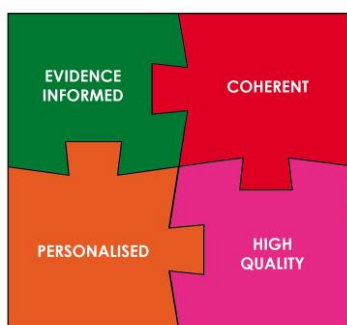 EVIDENCE
INFORMED
COHERENT
PERSONALISED
HIGH
QUALITY